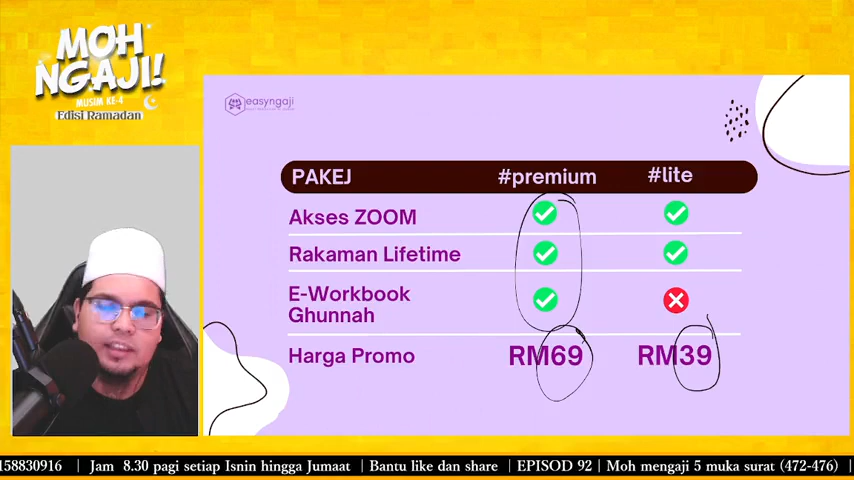 MOH
NGAJI!
MUSIM KE-4
Edisi Ramadan
easyngaji
PAKEJ #premium #lite
Akses ZOOM
Rakaman Lifetime
E-Workbook
Ghunnah
Harga Promo RM69 RM39
158830916 | Jam 8.30 pagi setiap Isnin hingga Jumaat | Bantu like dan share | EPISOD 92 | Moh mengaji 5 muka surat (472-476) |